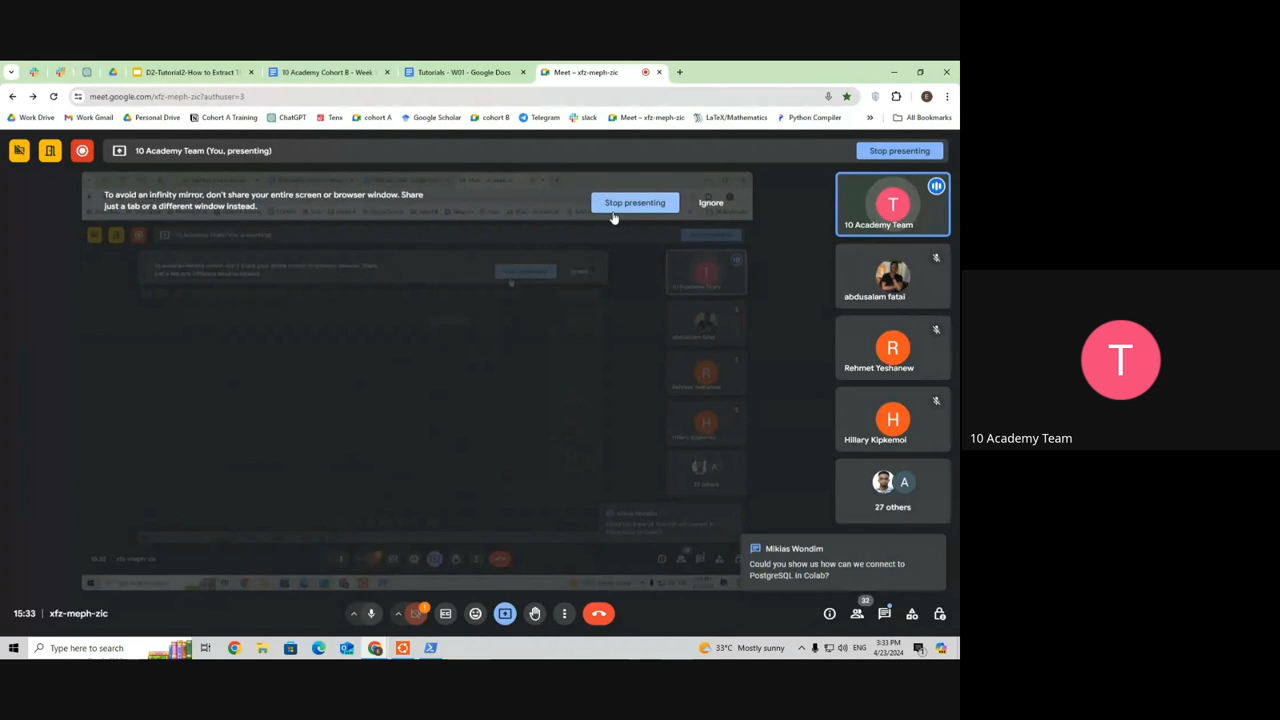 D2-Tutorial2-How to Extract T
10 Academy Cohort B - Week
Tutorials - W01 - Google Docs
Meet – xfz-meph-zic
meet.google.com/xfz-meph-zic?authuser=3
E
Work Drive
Work Gmail
Personal Drive
Cohort A Training
ChatGPT
Tenx
cohort A
Google Scholar
cohort B
Telegram
slack
Meet – xfz-meph-zic
LaTeX/Mathematics
Python Compiler
All Bookmarks
10 Academy Team (You, presenting)
Stop presenting
To avoid an infinity mirror, don't share your entire screen or browser window. Share
just a tab or a different window instead.
Stop presenting
Ignore
T
10 Academy Team
abdusalam fatai
R
Rehmet Yeshanew
H
Hillary Kipkemoi
A
27 others
Mikias Wondim
Could you show us how can we connect to
PostgreSQL in Colab?
15:33 | xfz-meph-zic
32
Type here to search
33°C Mostly sunny
ENG
3:33 PM
4/23/2024
T
10 Academy Team